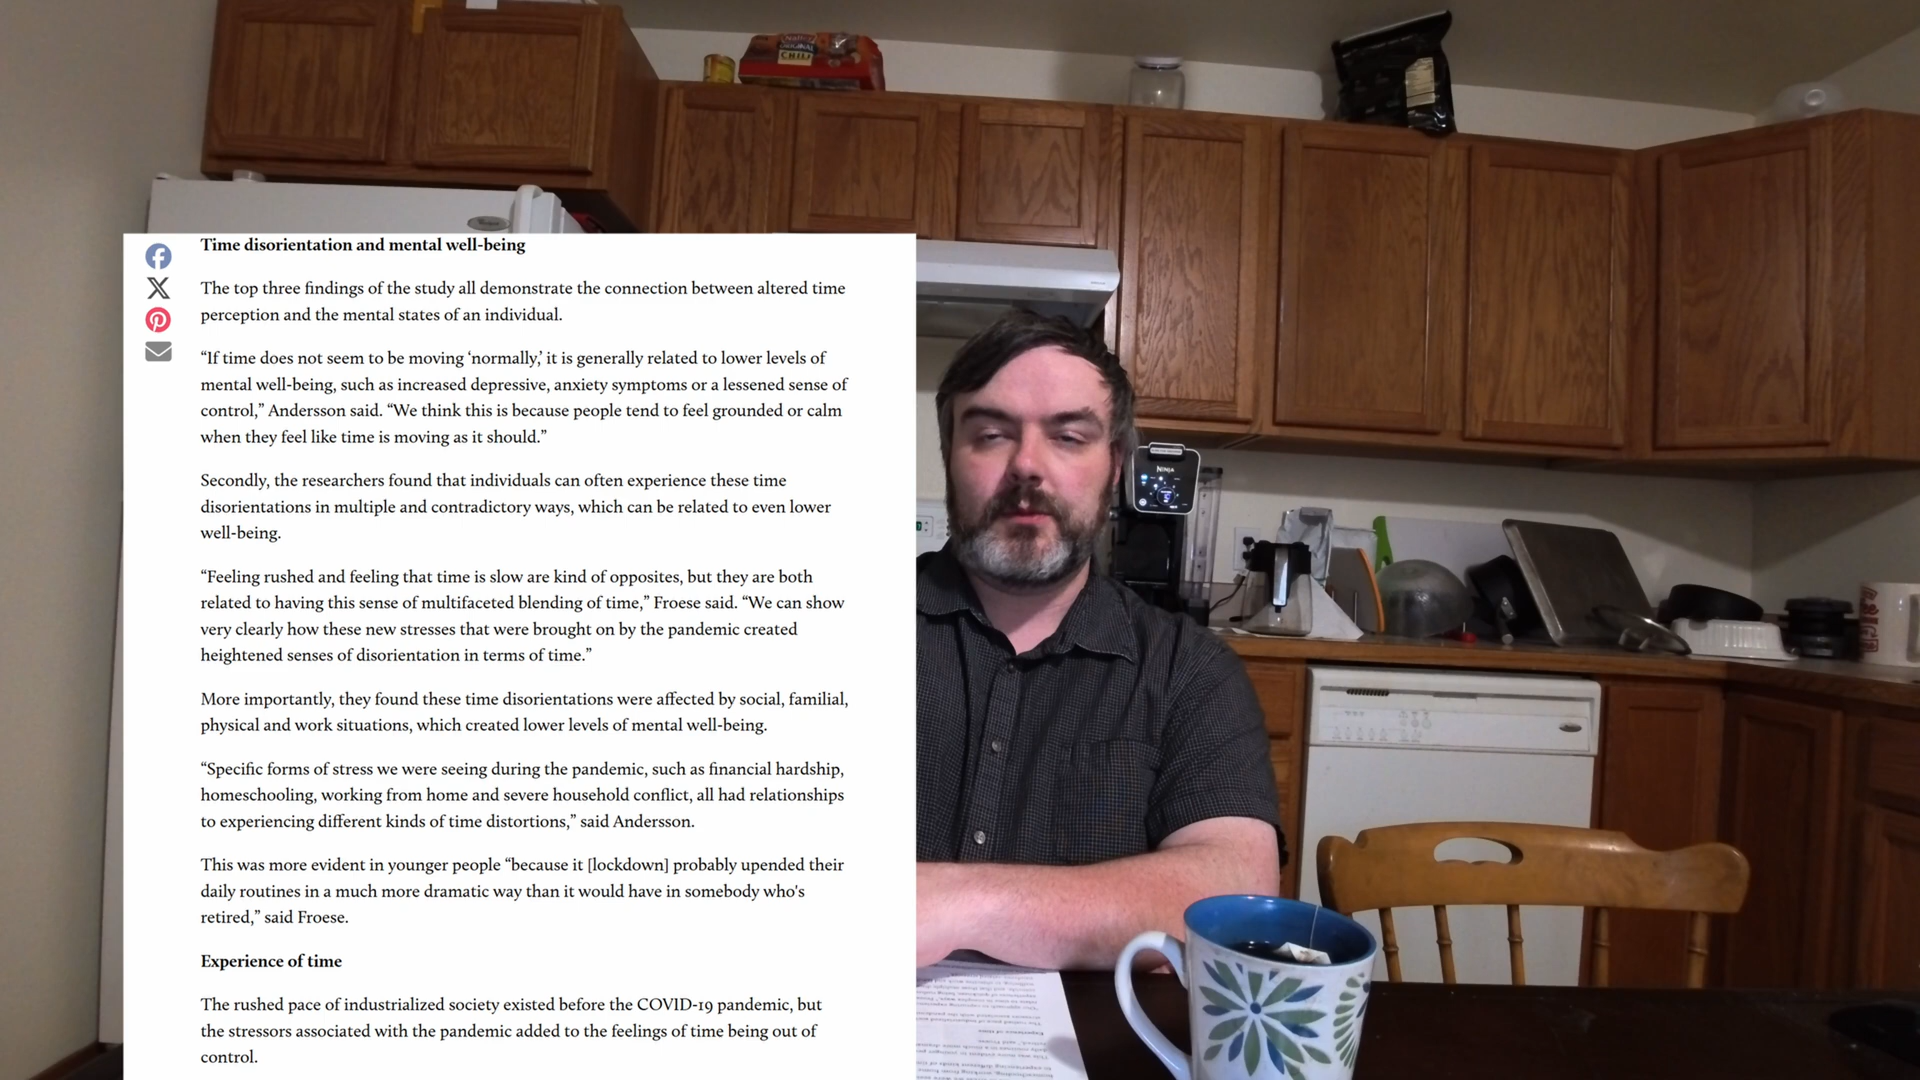 ORIGINAL
CHILI
Time disorientation and mental well-being
The top three findings of the study all demonstrate the connection between altered time
perception and the mental states of an individual.
“If time does not seem to be moving ‘normally,’ it is generally related to lower levels of
mental well-being, such as increased depressive, anxiety symptoms or a lessened sense of
control,” Andersson said. “We think this is because people tend to feel grounded or calm
when they feel like time is moving as it should.”
Secondly, the researchers found that individuals can often experience these time
disorientations in multiple and contradictory ways, which can be related to even lower
well-being.
“Feeling rushed and feeling that time is slow are kind of opposites, but they are both
related to having this sense of multifaceted blending of time,” Froese said. “We can show
very clearly how these new stresses that were brought on by the pandemic created
heightened senses of disorientation in terms of time.”
More importantly, they found these time disorientations were affected by social, familial,
physical and work situations, which created lower levels of mental well-being.
“Specific forms of stress we were seeing during the pandemic, such as financial hardship,
homeschooling, working from home and severe household conflict, all had relationships
to experiencing different kinds of time distortions,” said Andersson.
This was more evident in younger people “because it [lockdown] probably upended their
daily routines in a much more dramatic way than it would have in somebody who's
retired,” said Froese.
Experience of time
The rushed pace of industrialized society existed before the COVID-19 pandemic, but
the stressors associated with the pandemic added to the feelings of time being out of
control.
NINJA